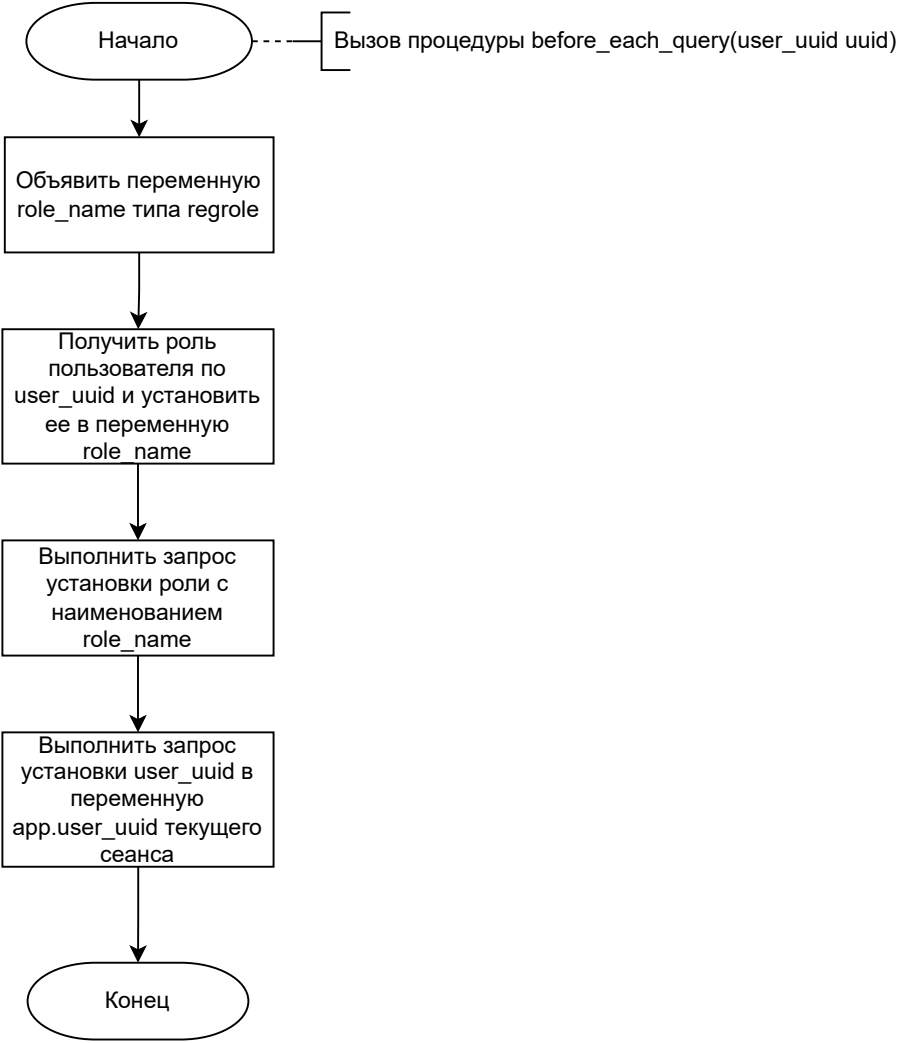 Начало
Вызов процедуры before_each_query(user_uuid uuid)
Объявить переменную
role_name типа regrole
Получить роль
пользователя по
user_uuid и установить
ее в переменную
role_name
Выполнить запрос
установки роли с
наименованием
role_name
Выполнить запрос
установки user_uuid в
переменную
app.user_uuid текущего
сеанса
Конец